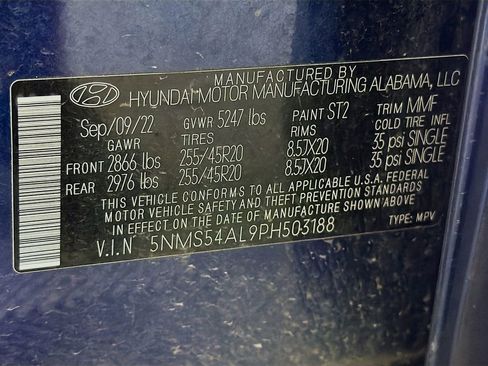 MANUFACTURED BY
HYUNDAI MOTOR MANUFACTURING ALABAMA, LLC
Sep/09/22 GVWR 5247 lbs PAINT ST2 TRIM MMF
GAWR TIRES RIMS COLD TIRE INFL
FRONT 2866 lbs 255/45R20 8.5JX20 35 psi SINGLE
REAR 2976 lbs 255/45R20 8.5JX20 35 psi SINGLE
THIS VEHICLE CONFORMS TO ALL APPLICABLE U.S.A. FEDERAL
MOTOR VEHICLE SAFETY AND THEFT PREVENTION STANDARDS
IN EFFECT ON THE DATE OF MANUFACTURE SHOWN ABOVE.
V.I.N 5NMS54AL9PH503188 TYPE: MPV